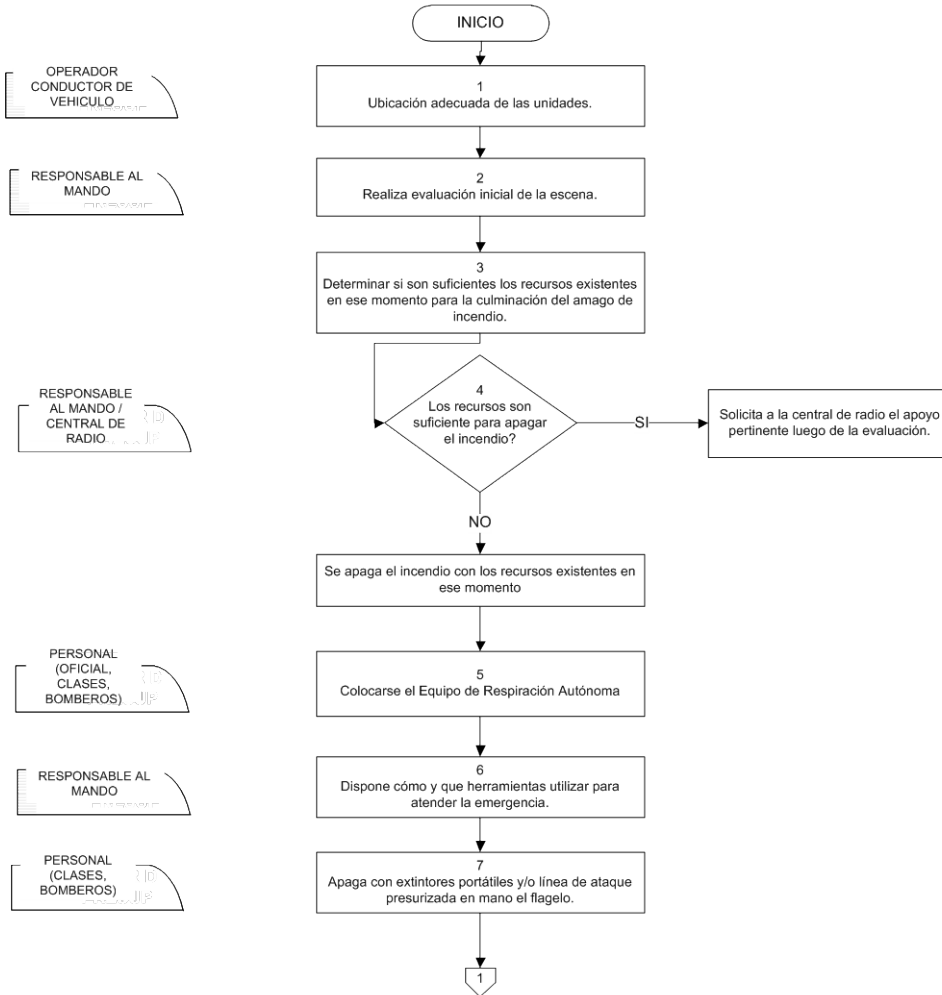 INICIO
OPERADOR
CONDUCTOR DE
VEHICULO
1
Ubicación adecuada de las unidades.
RESPONSABLE AL
MANDO
2
Realiza evaluación inicial de la escena.
3
Determinar si son suficientes los recursos existentes
en ese momento para la culminación del amago de
incendio.
RESPONSABLE
AL MANDO /
CENTRAL DE
RADIO
4
Los recursos son
suficiente para apagar
el incendio?
SI
Solicita a la central de radio el apoyo
pertinente luego de la evaluación.
NO
Se apaga el incendio con los recursos existentes en
ese momento
PERSONAL
(OFICIAL,
CLASES,
BOMBEROS)
5
Colocarse el Equipo de Respiración Autónoma
RESPONSABLE AL
MANDO
6
Dispone cómo y que herramientas utilizar para
atender la emergencia.
PERSONAL
(CLASES,
BOMBEROS)
7
Apaga con extintores portátiles y/o línea de ataque
presurizada en mano el flagelo.
1